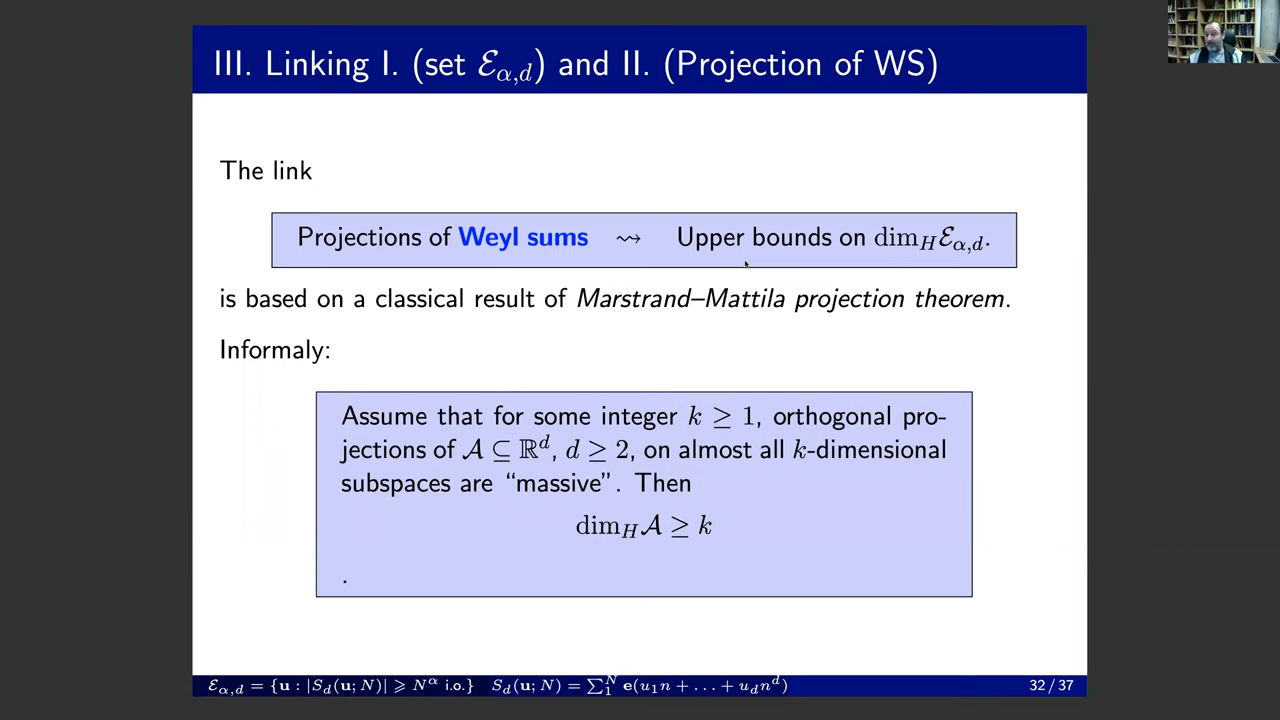 III. Linking I. (set ℰ_{α,d}) and II. (Projection of WS)
The link
Projections of Weyl sums ⇝ Upper bounds on dim_H ℰ_{α,d}.
is based on a classical result of Marstrand–Mattila projection theorem.
Informaly:
Assume that for some integer k ≥ 1, orthogonal pro-
jections of 𝒜 ⊆ ℝ^d, d ≥ 2, on almost all k-dimensional
subspaces are “massive”. Then
dim_H 𝒜 ≥ k
.
ℰ_{α,d} = {u : |S_d(u; N)| ⩾ N^α i.o.} S_d(u; N) = ∑_1^N e(u_1 n + . . . + u_d n^d) 32 / 37